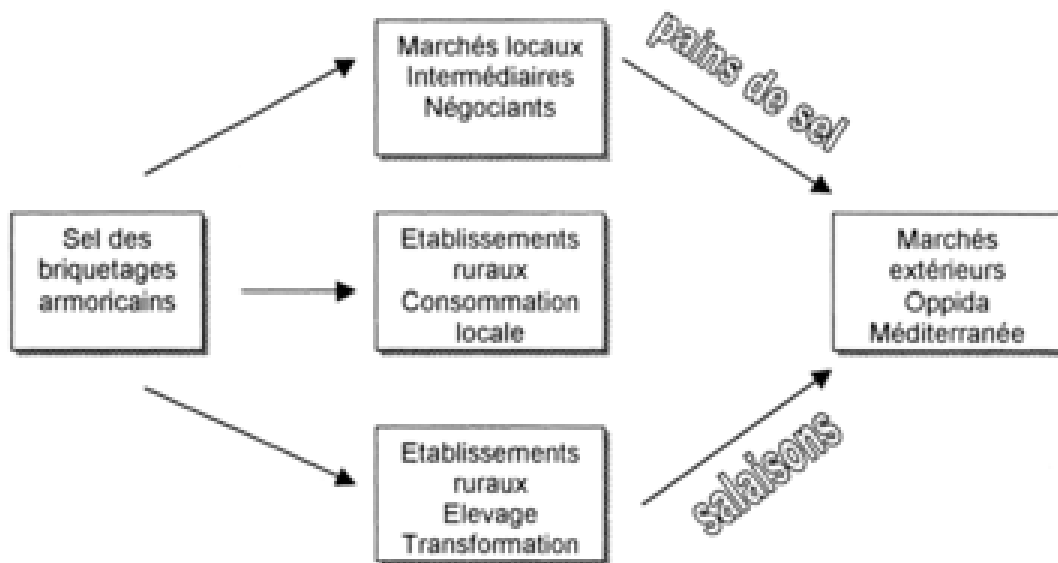 Marchés locaux
Intermédiaires
Négociants
pains de sel
Sel des
briquetages
armoricains
Etablissements
ruraux
Consommation
locale
Marchés
extérieurs
Oppida
Méditerranée
Etablissements
ruraux
Elevage
Transformation
salaisons